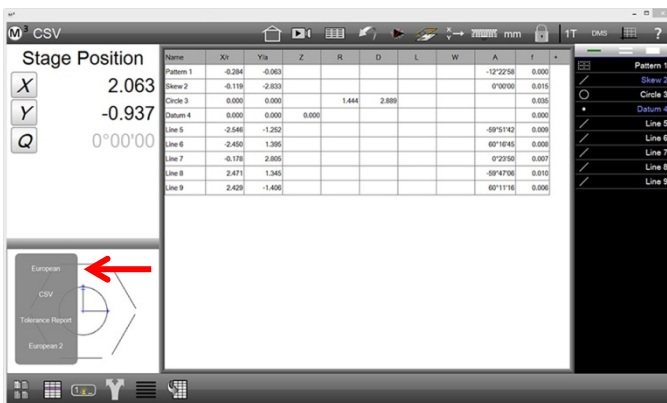 M³ CSV
mm
1T
DMS
?
Stage Position
X 2.063
Y -0.937
Q 0°00'00
Name X/r Y/a Z R D L W A f
Pattern 1 -0.284 -0.063 -12°22'58 0.000
Skew 2 -0.119 -2.833 0°00'00 0.015
Circle 3 0.000 0.000 1.444 2.889 0.035
Datum 4 0.000 0.000 0.000 0.000
Line 5 -2.546 -1.252 -59°51'42 0.009
Line 6 -2.450 1.395 60°16'45 0.008
Line 7 -0.178 2.805 0°23'50 0.007
Line 8 2.471 1.345 -59°47'06 0.010
Line 9 2.429 -1.406 60°11'16 0.006
Pattern 1
Skew 2
Circle 3
Datum 4
Line 5
Line 6
Line 7
Line 8
Line 9
European
CSV
Tolerance Report
European 2